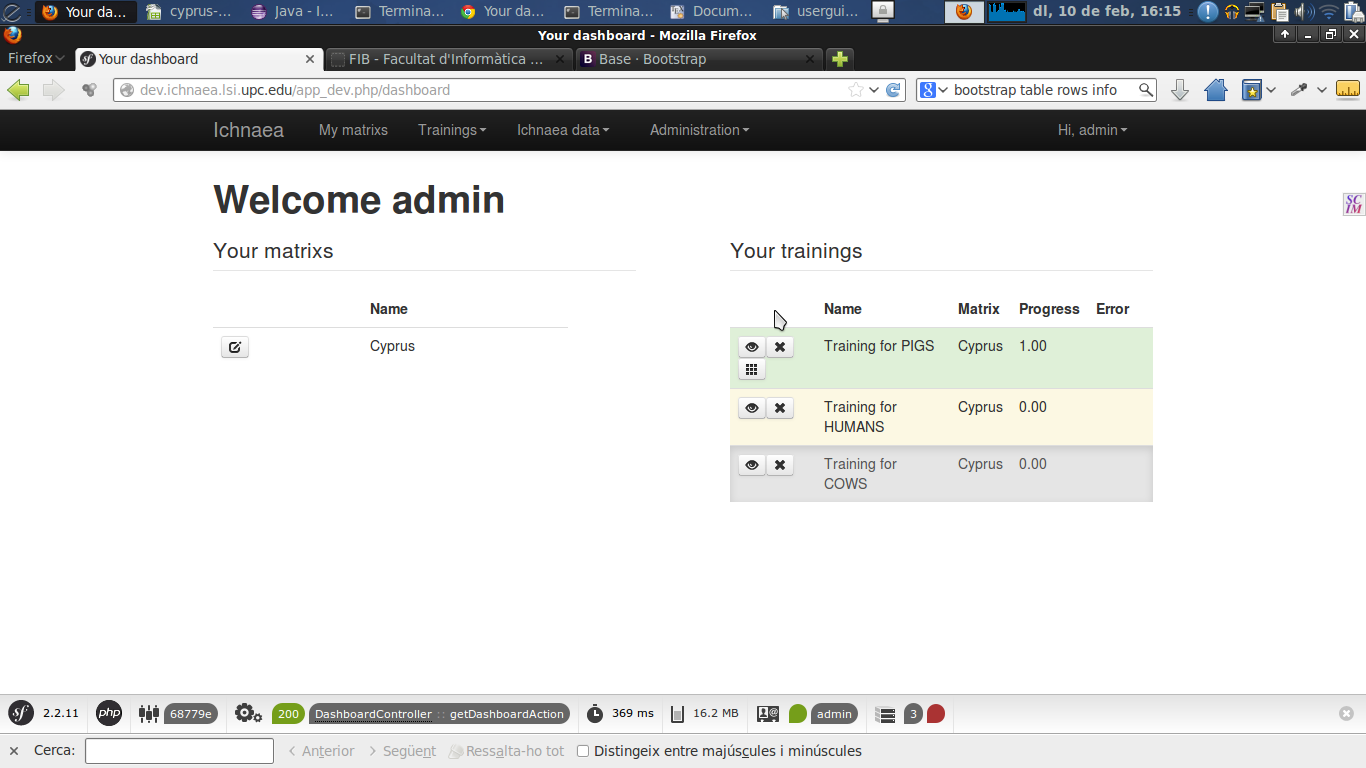 Your da...
cyprus-...
Java - I...
Termina...
Your da...
Termina...
Docum...
usergui...
dl, 10 de feb, 16:15
Your dashboard - Mozilla Firefox
Firefox
Your dashboard
FIB - Facultat d'Informàtica ...
B Base · Bootstrap
dev.ichnaea.lsi.upc.edu/app_dev.php/dashboard
bootstrap table rows info
Ichnaea
My matrixs
Trainings
Ichnaea data
Administration
Hi, admin
SC
IM
Welcome admin
Your matrixs
Name
Cyprus
Your trainings
Name Matrix Progress Error
Training for PIGS Cyprus 1.00
Training for Cyprus 0.00
HUMANS
Training for Cyprus 0.00
COWS
sf 2.2.11 php 68779e 200 DashboardController :: getDashboardAction 369 ms 16.2 MB admin 3
Cerca: Anterior Següent Ressalta-ho tot Distingeix entre majúscules i minúscules